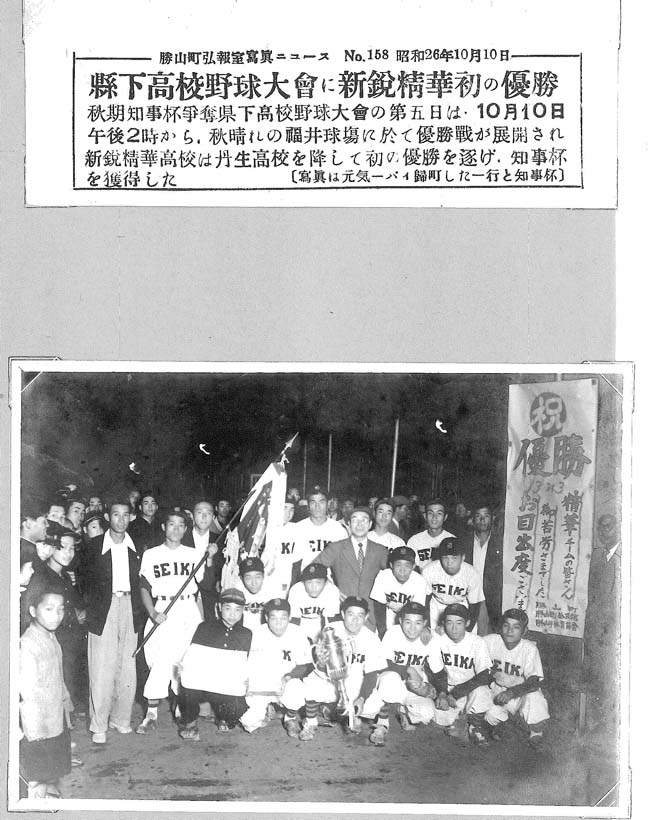 勝山町弘報室寫眞ニュース No.158 昭和26年10月10日
縣下高校野球大會に新鋭精華初の優勝
秋期知事杯爭奪県下高校野球大會の第五日は・10月10日
午後2時から，秋晴れの福井球場に於て優勝戰が展開され
新鋭精華高校は丹生高校を降して初の優勝を遂げ，知事杯
を獲得した 〔寫眞は元気一パイ歸町した一行と知事杯〕
祝
優勝
精華チームの皆さん
御苦労さまでした
お目出度ございます
SEIKA
SEIKA
SEIKA
SEIKA
SEIKA